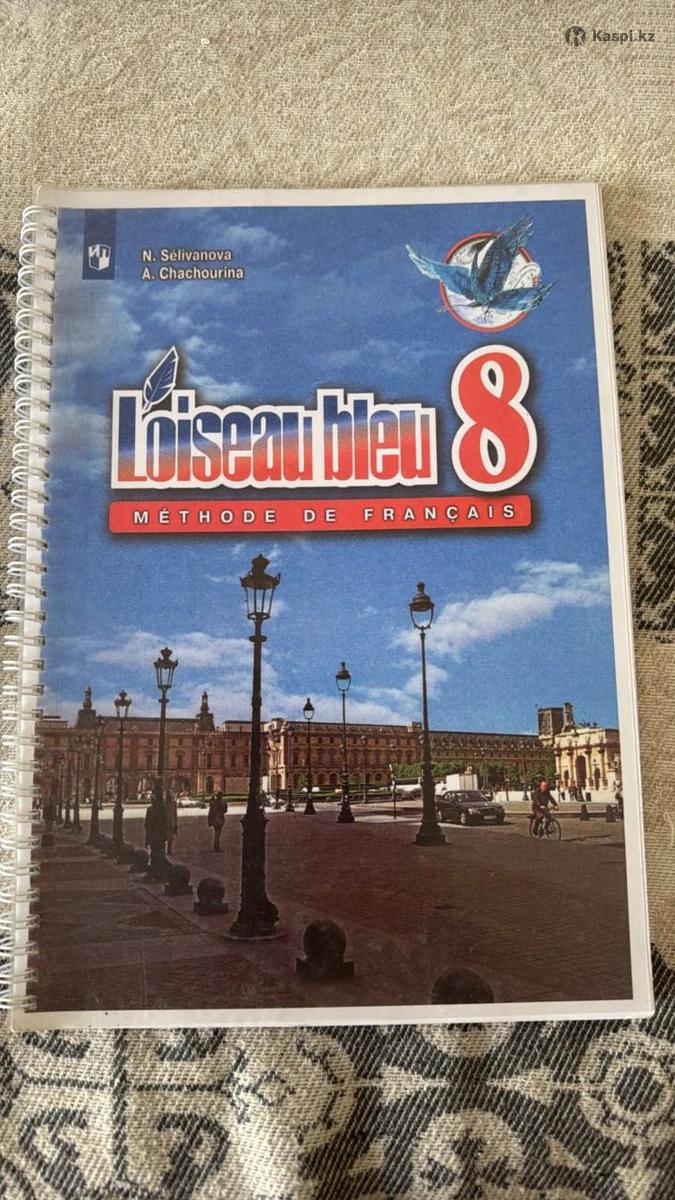 Kaspi.kz
N. Sélivanova
A. Chachourina
L'oiseau bleu 8
MÉTHODE DE FRANÇAIS